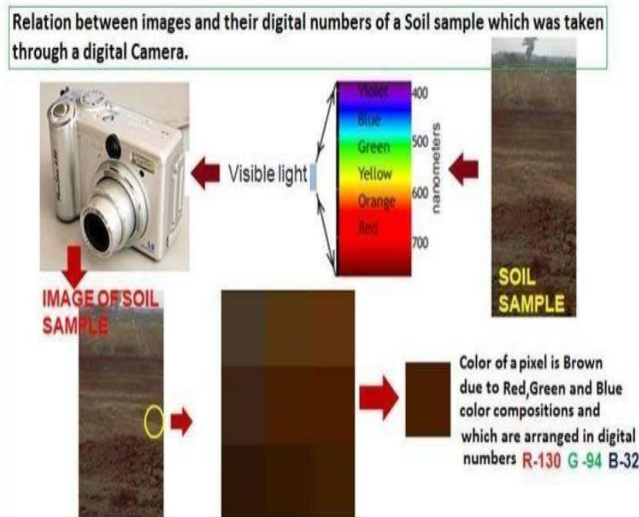 Relation between images and their digital numbers of a Soil sample which was taken
through a digital Camera.
Violet
400
Blue
500
Green
Visible light
Yellow
nanometers
Orange
600
Red
700
SOIL
SAMPLE
IMAGE OF SOIL
SAMPLE
Color of a pixel is Brown
due to Red,Green and Blue
color compositions and
which are arranged in digital
numbers R-130 G -94 B-32